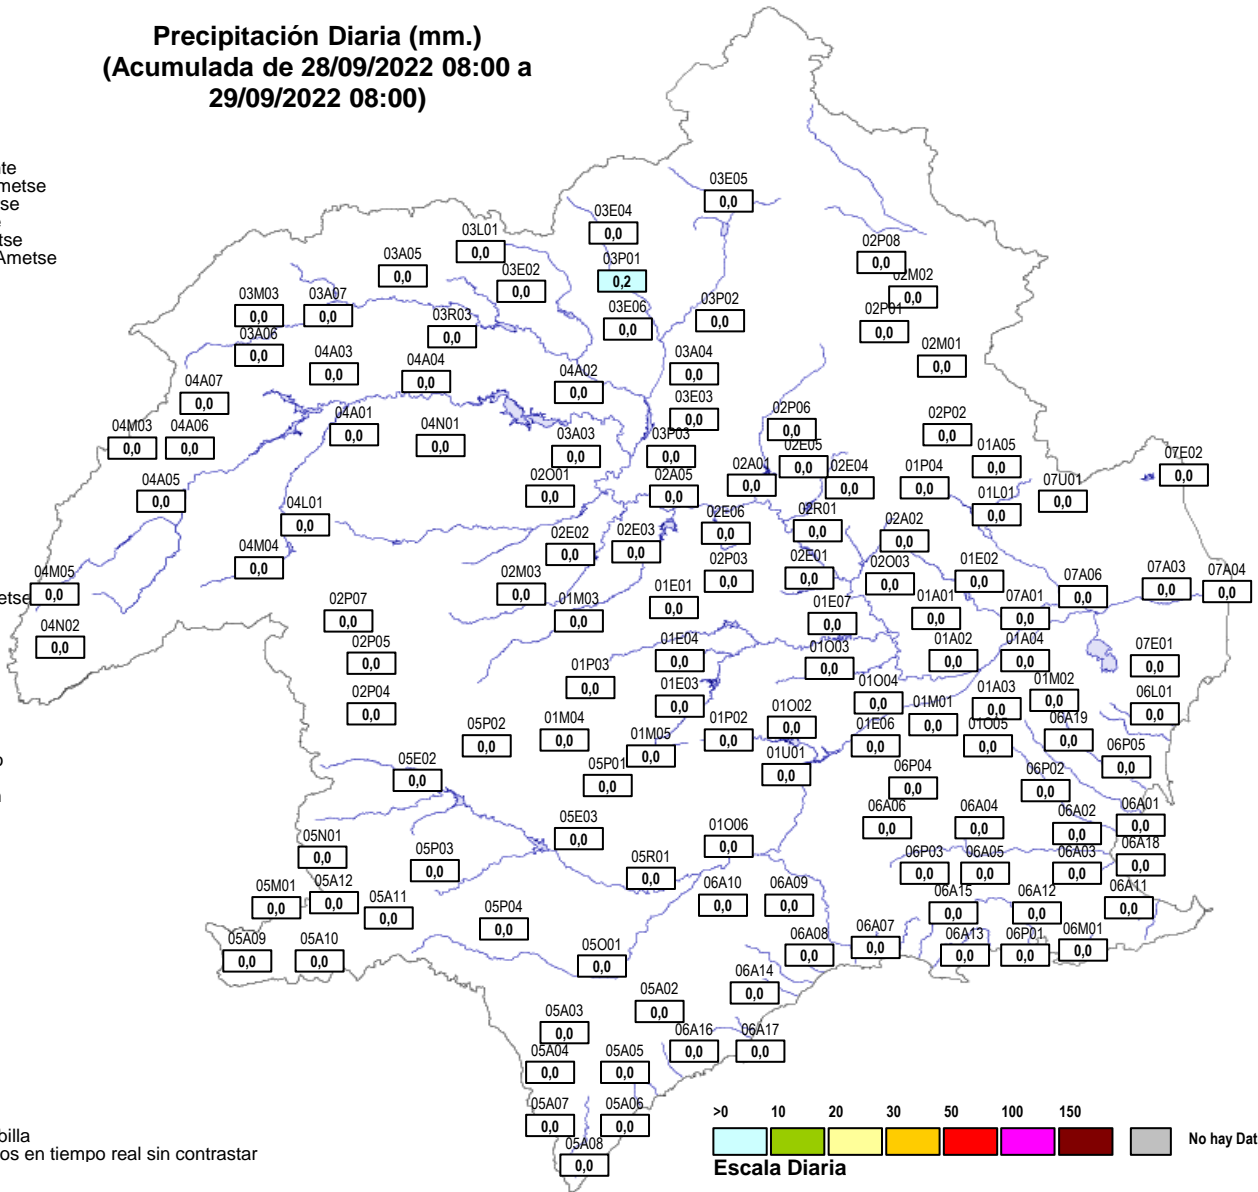 Precipitación Diaria (mm.)
(Acumulada de 28/09/2022 08:00 a
29/09/2022 08:00)
te
metse
se
e
tse
Ametse
03E05
0,0
03E04
0,0
03L01
0,0
03A05
0,0
03P01
0,2
02P08
0,0
03E02
0,0
02M02
0,0
03M03
0,0
03A07
0,0
03P02
0,0
03E06
0,0
02P01
0,0
03R03
0,0
03A06
0,0
02M01
0,0
04A03
0,0
04A04
0,0
03A04
0,0
04A02
0,0
04A07
0,0
03E03
0,0
04A01
0,0
02P06
0,0
02P02
0,0
04M03
0,0
04A06
0,0
04N01
0,0
03A03
0,0
03P03
0,0
02E05
0,0
01A05
0,0
07E02
0,0
02O01
0,0
02A05
0,0
02A01
0,0
02E04
0,0
01P04
0,0
07U01
0,0
04A05
0,0
01L01
0,0
04L01
0,0
02E06
0,0
02R01
0,0
02A02
0,0
02E02
0,0
02E03
0,0
04M04
0,0
02P03
0,0
02E01
0,0
02O03
0,0
01E02
0,0
07A03
0,0
07A04
0,0
04M05
0,0
etse
02M03
0,0
07A06
0,0
01E01
0,0
02P07
0,0
01M03
0,0
01E07
0,0
01A01
0,0
07A01
0,0
04N02
0,0
02P05
0,0
01E04
0,0
01O03
0,0
01A02
0,0
01A04
0,0
07E01
0,0
01P03
0,0
02P04
0,0
01E03
0,0
01O04
0,0
01A03
0,0
01M02
0,0
06L01
0,0
05P02
0,0
01M04
0,0
01P02
0,0
01O02
0,0
01M01
0,0
01E06
0,0
01O05
0,0
06A19
0,0
01M05
0,0
o
05E02
0,0
05P01
0,0
01U01
0,0
06P04
0,0
06P02
0,0
06P05
0,0
05E03
0,0
01O06
0,0
06A06
0,0
06A04
0,0
06A02
0,0
06A01
0,0
05N01
0,0
05P03
0,0
05R01
0,0
06P03
0,0
06A05
0,0
06A03
0,0
06A18
0,0
05M01
0,0
05A12
0,0
05A11
0,0
06A10
0,0
06A09
0,0
06A15
0,0
06A12
0,0
06A11
0,0
05P04
0,0
05A09
0,0
05A10
0,0
05O01
0,0
06A08
0,0
06A07
0,0
06A13
0,0
06P01
0,0
06M01
0,0
06A14
0,0
05A02
0,0
05A03
0,0
06A16
0,0
06A17
0,0
05A04
0,0
05A05
0,0
05A07
0,0
05A06
0,0
05A08
0,0
billa
os en tiempo real sin contrastar
>0 10 20 30 50 100 150
No hay Dat
Escala Diaria